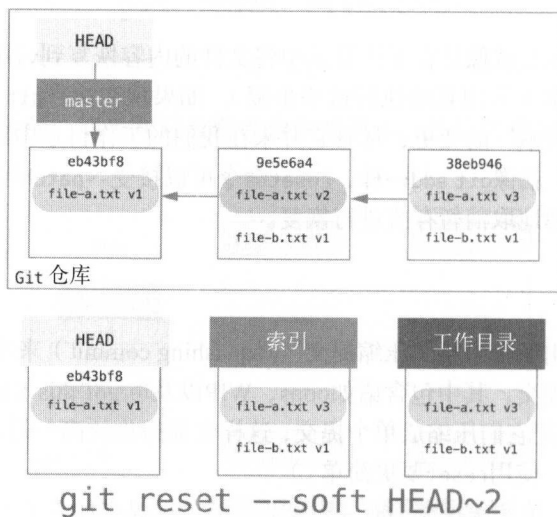 HEAD
master
eb43bf8 9e5e6a4 38eb946
file-a.txt v1 file-a.txt v2 file-a.txt v3
file-b.txt v1 file-b.txt v1
Git 仓库
HEAD 索引 工作目录
eb43bf8
file-a.txt v1 file-a.txt v3 file-a.txt v3
file-b.txt v1 file-b.txt v1
git reset --soft HEAD~2